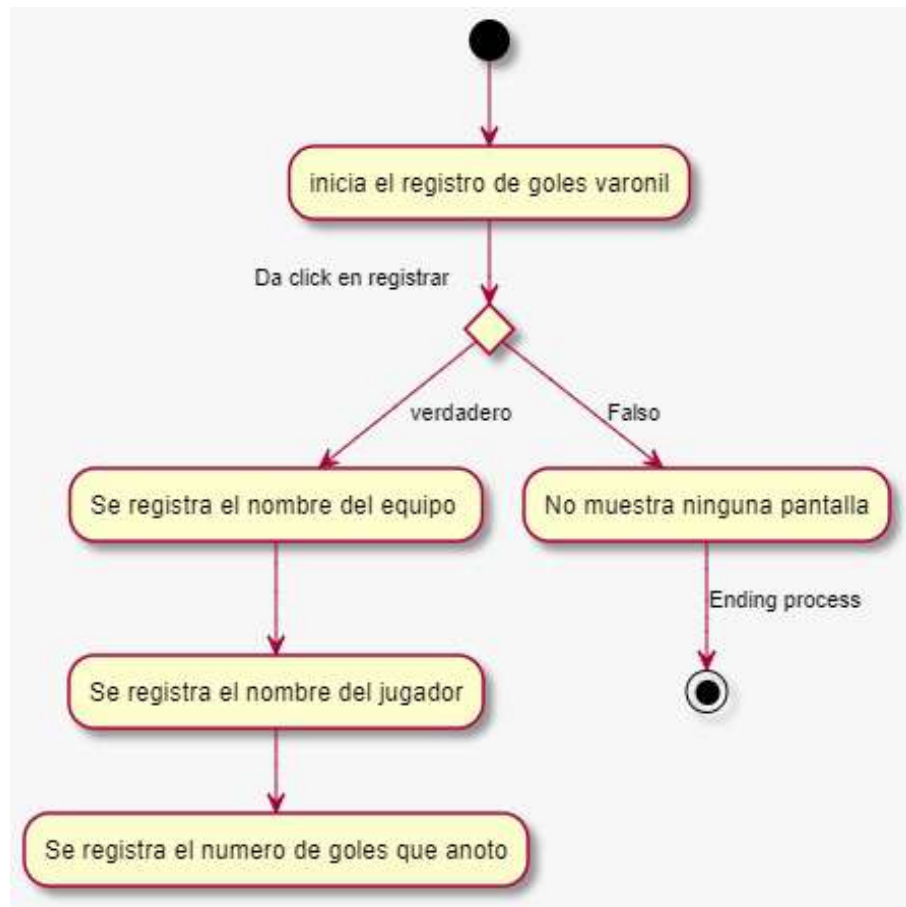 inicia el registro de goles varonil
Da click en registrar
verdadero
Falso
Se registra el nombre del equipo
No muestra ninguna pantalla
Ending process
Se registra el nombre del jugador
Se registra el numero de goles que anoto